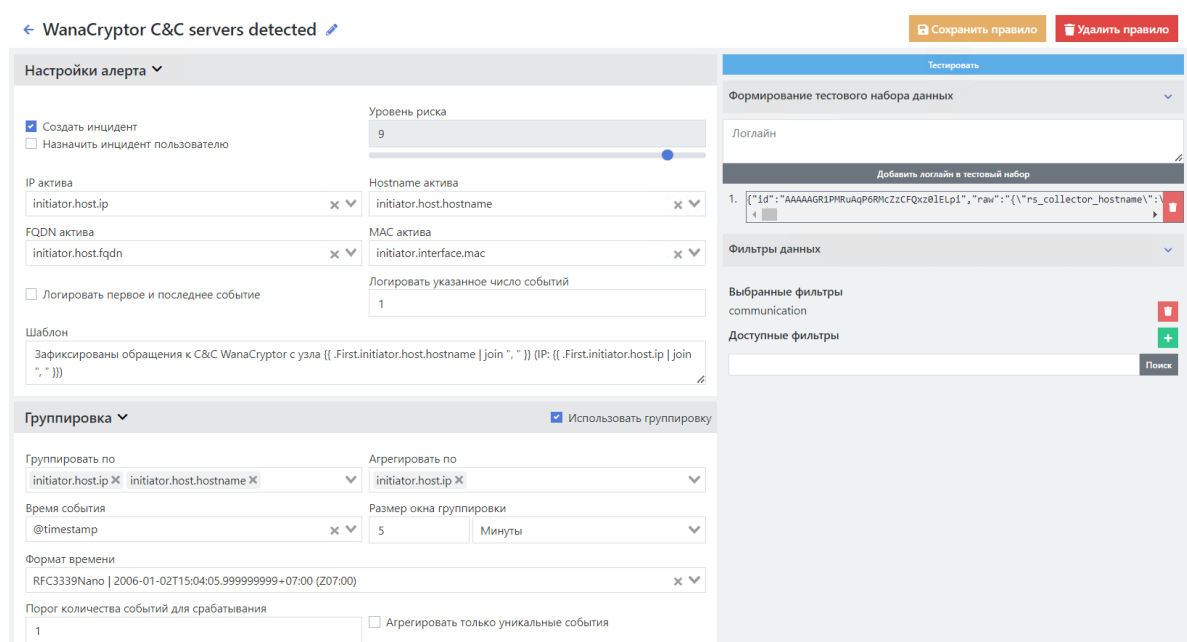 WanaCryptor C&C servers detected
Сохранить правило
Удалить правило
Настройки алерта
Создать инцидент
Назначить инцидент пользователю
Уровень риска
9
IP актива
initiator.host.ip
Hostname актива
initiator.host.hostname
FQDN актива
initiator.host.fqdn
MAC актива
initiator.interface.mac
Логировать первое и последнее событие
Логировать указанное число событий
1
Шаблон
Зафиксированы обращения к C&C WanaCryptor с узла {{ .First.initiator.host.hostname | join ", " }} (IP: {{ .First.initiator.host.ip | join
", " }})
Группировка
Использовать группировку
Группировать по
initiator.host.ip
initiator.host.hostname
Агрегировать по
initiator.host.ip
Время события
@timestamp
Размер окна группировки
5
Минуты
Формат времени
RFC3339Nano | 2006-01-02T15:04:05.999999999+07:00 (Z07:00)
Порог количества событий для срабатывания
1
Агрегировать только уникальные события
Тестировать
Формирование тестового набора данных
Логлайн
Добавить логлайн в тестовый набор
1. {"id":"AAAAAGR1PMRuAqP6RMcZzCFQxz0lELpi","raw":"{\"rs_collector_hostname\":\
Фильтры данных
Выбранные фильтры
communication
Доступные фильтры
Поиск